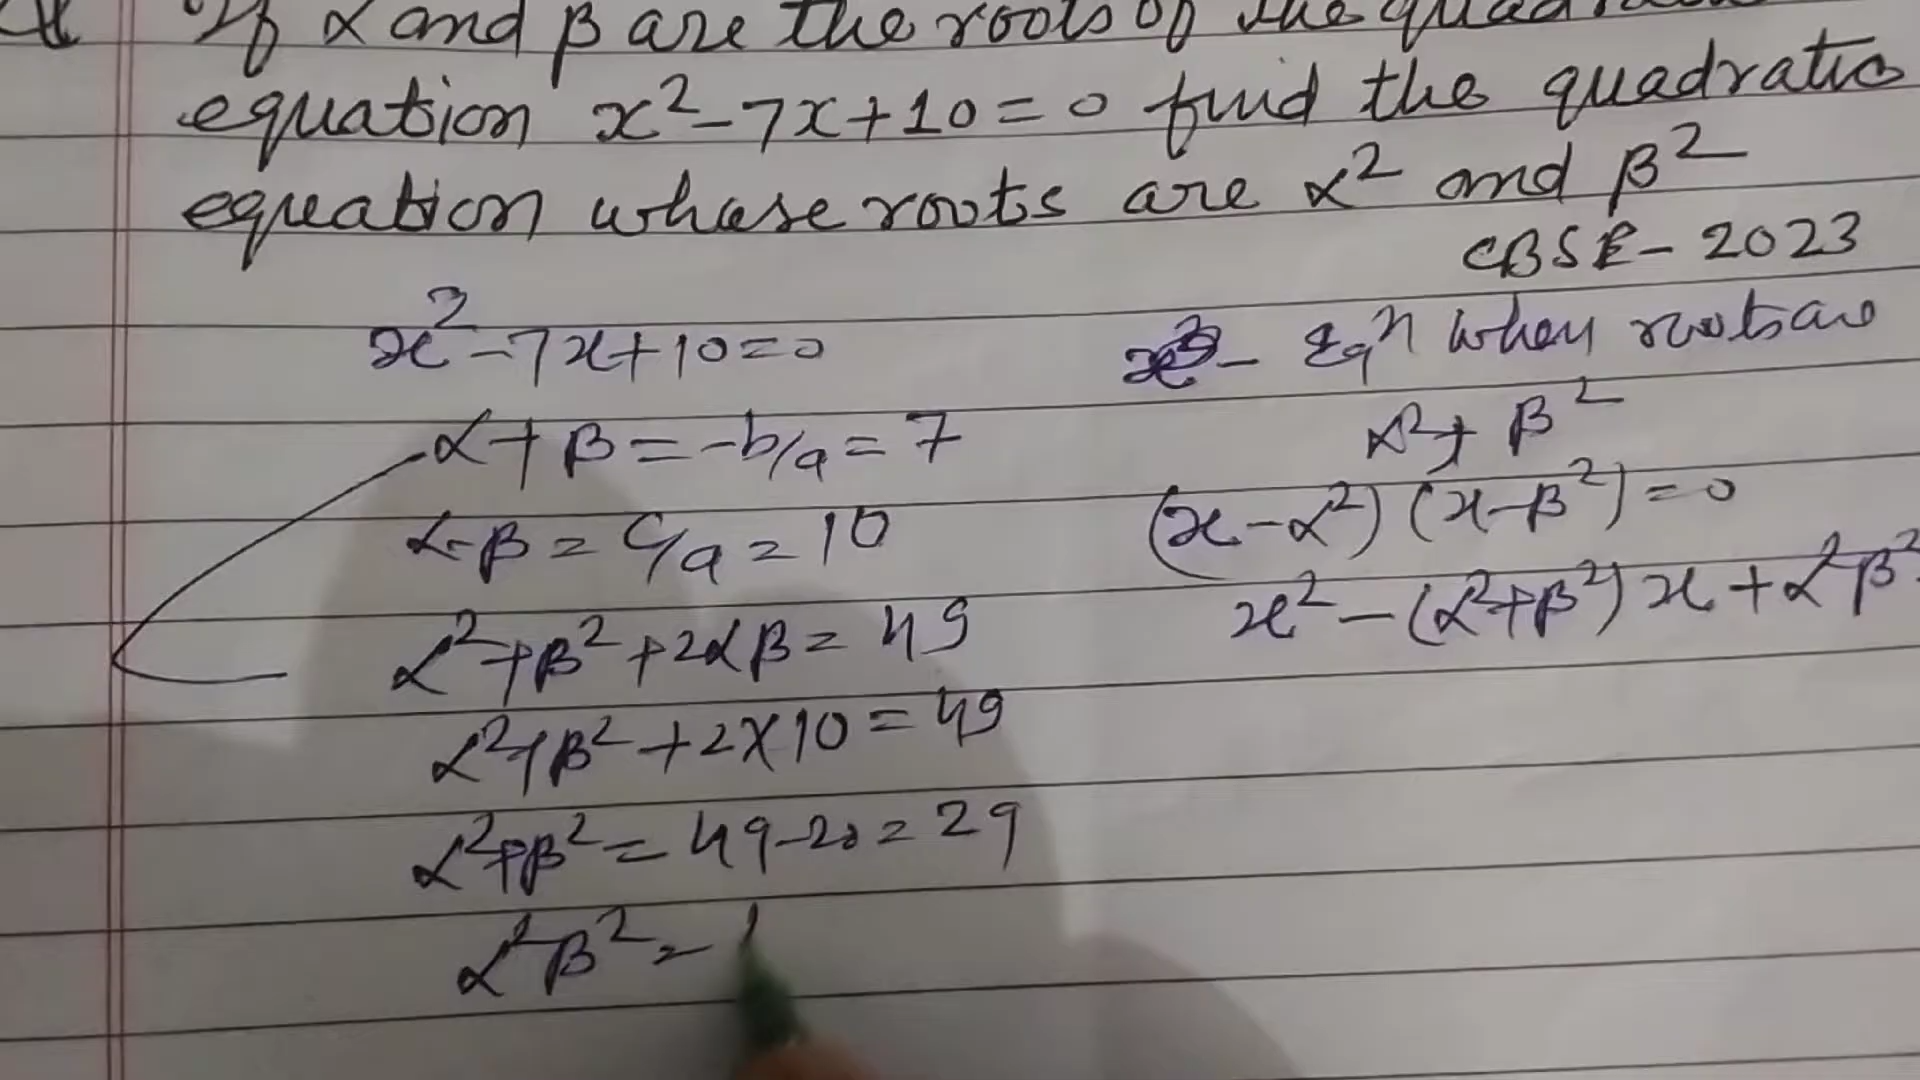 If α and β are the roots of the quadratic
equation x²-7x+10=0 find the quadratic
equation whose roots are α² and β²
CBSE-2023
x²-7x+10=0
α+β=-b/a=7
α·β=c/a=10
α²+β²+2αβ=49
α²+β²+2×10=49
α²+β²=49-20=29
α²β²=
Eqn when roots are
α²+β²
(x-α²)(x-β²)=0
x²-(α²+β²)x+α²β²